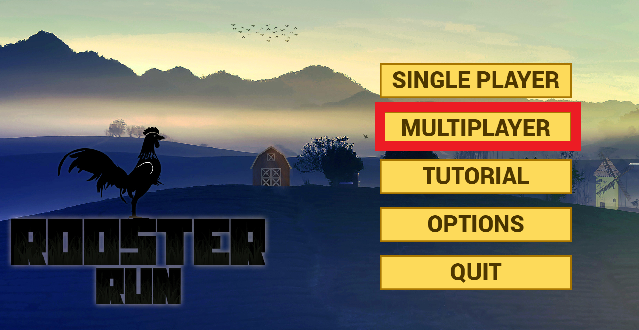 SINGLE PLAYER
MULTIPLAYER
TUTORIAL
OPTIONS
QUIT
ROOSTER
RUN